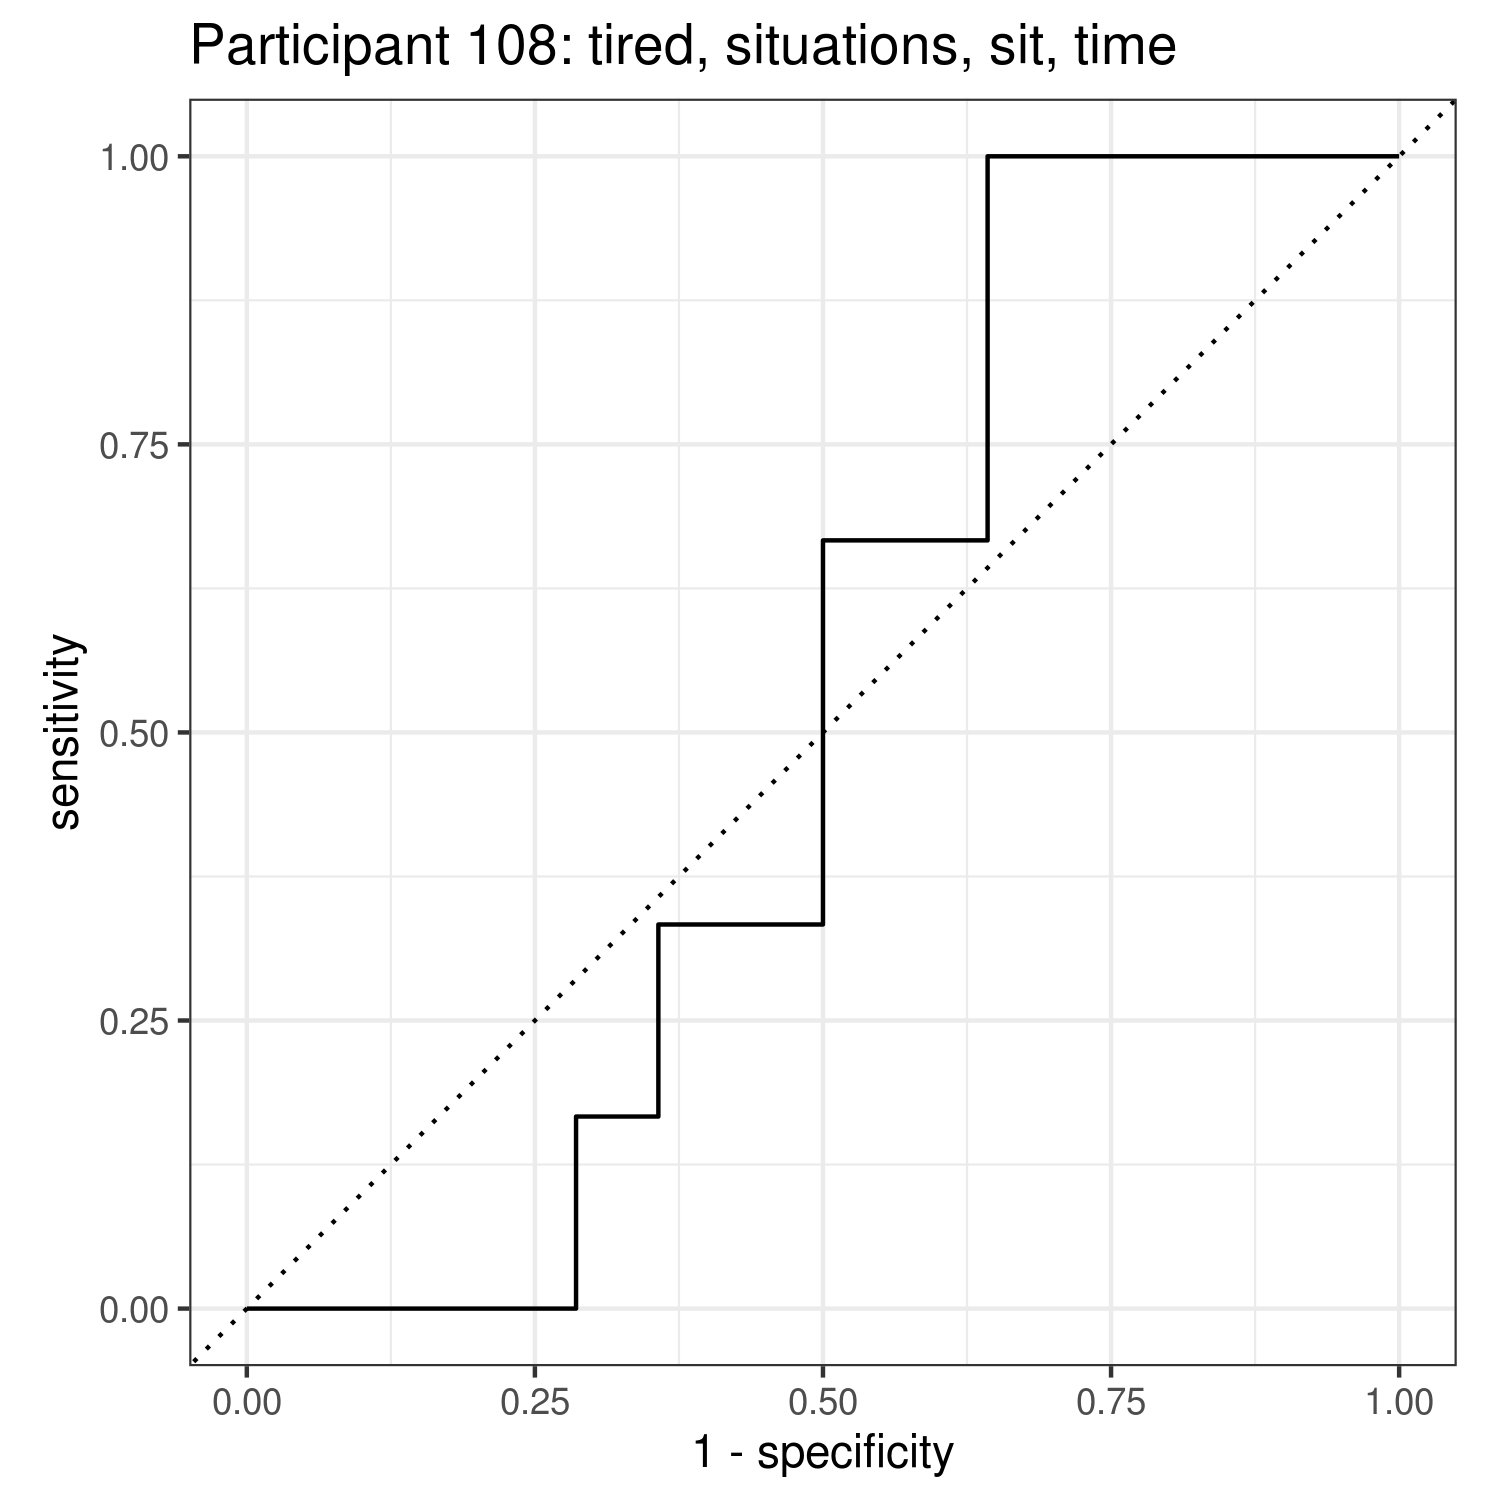 Participant 108: tired, situations, sit, time
1.00
0.75
0.50
0.25
0.00
sensitivity
0.00 0.25 0.50 0.75 1.00
1 - specificity